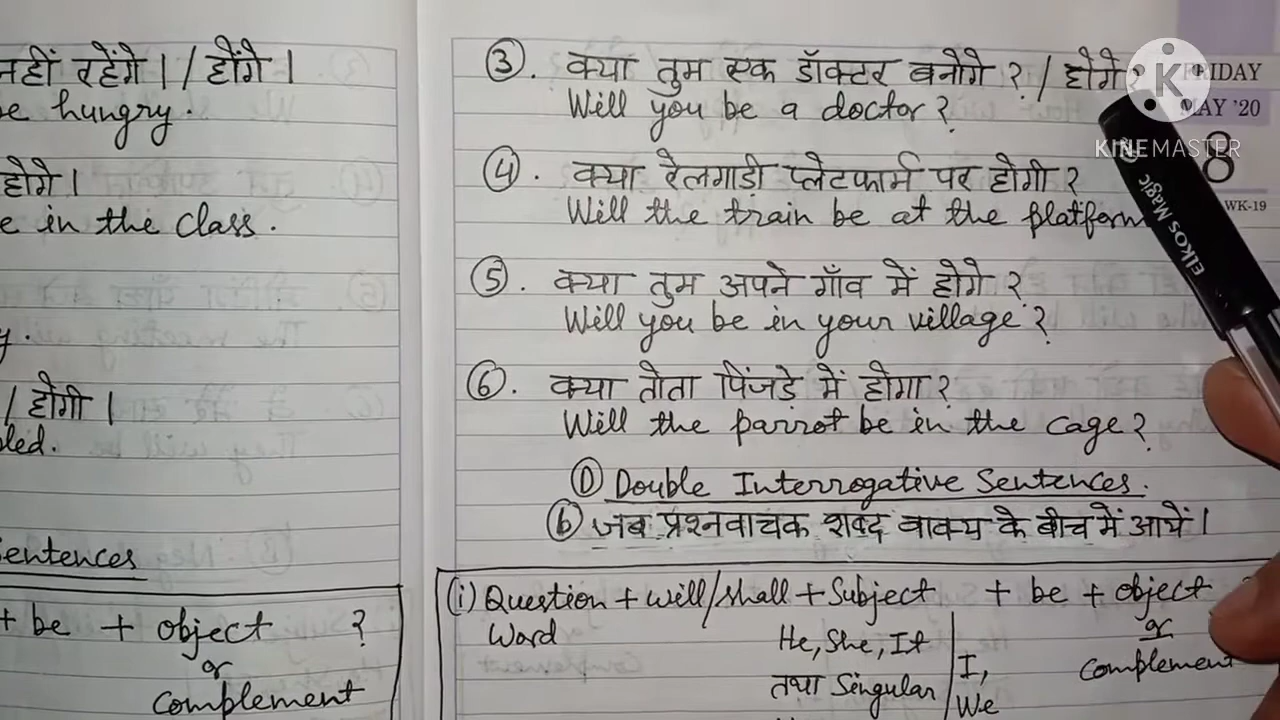 नहीं रहेंगे। / होंगे।
be hungry.
होगे।
in the class.
/ होगी।
Sentences
+ be + object ?
or
complement
③. क्या तुम एक डॉक्टर बनोगे ? / होगे ?
Will you be a doctor ?
④. क्या रेलगाडी प्लेटफार्म पर होगी ?
Will the train be at the platform
⑤. क्या तुम अपने गाँव में होगे ?
Will you be in your village ?
⑥. क्या तोता पिंजड़े में होगा ?
Will the parrot be in the cage ?
Ⓓ Double Interrogative Sentences.
ⓑ जब प्रश्नवाचक शब्द वाक्य के बीच में आयें।
(i) Question + will/shall + Subject + be + object ?
Word He, She, It I, or
तथा Singular We complement
FRIDAY
MAY '20
8
WK-19
KINEMASTER
K
elkos Magic